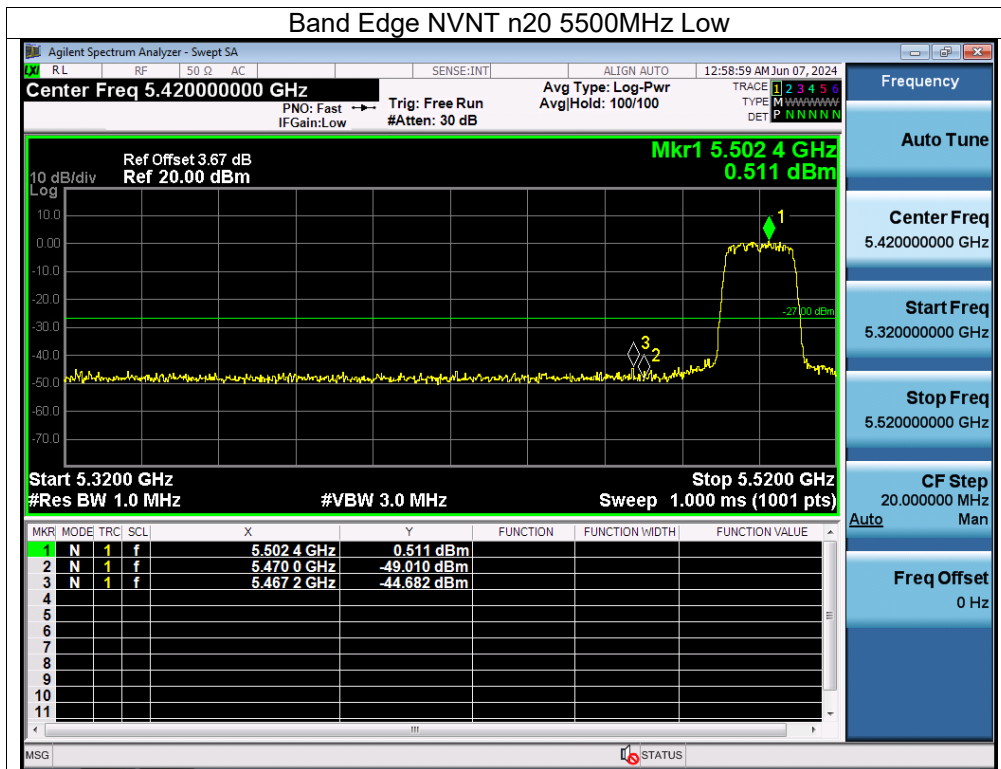 Band Edge NVNT n20 5500MHz Low
Agilent Spectrum Analyzer - Swept SA
LXI RL RF 50 Ω AC SENSE:INT ALIGN AUTO 12:58:59 AM Jun 07, 2024
Center Freq 5.420000000 GHz
PNO: Fast
IFGain:Low
Trig: Free Run
#Atten: 30 dB
Avg Type: Log-Pwr
Avg|Hold: 100/100
TRACE 1 2 3 4 5 6
TYPE M WWWWW
DET P N N N N N
Mkr1 5.502 4 GHz
0.511 dBm
Ref Offset 3.67 dB
10 dB/div Ref 20.00 dBm
Log
10.0
0.00
-10.0
-20.0
-30.0
-40.0
-50.0
-60.0
-70.0
1
-27.00 dBm
3
2
Start 5.3200 GHz Stop 5.5200 GHz
#Res BW 1.0 MHz #VBW 3.0 MHz Sweep 1.000 ms (1001 pts)
MKR MODE TRC SCL X Y FUNCTION FUNCTION WIDTH FUNCTION VALUE
1 N 1 f 5.502 4 GHz 0.511 dBm
2 N 1 f 5.470 0 GHz -49.010 dBm
3 N 1 f 5.467 2 GHz -44.682 dBm
4
5
6
7
8
9
10
11
MSG STATUS
Frequency
Auto Tune
Center Freq
5.420000000 GHz
Start Freq
5.320000000 GHz
Stop Freq
5.520000000 GHz
CF Step
20.000000 MHz
Auto Man
Freq Offset
0 Hz